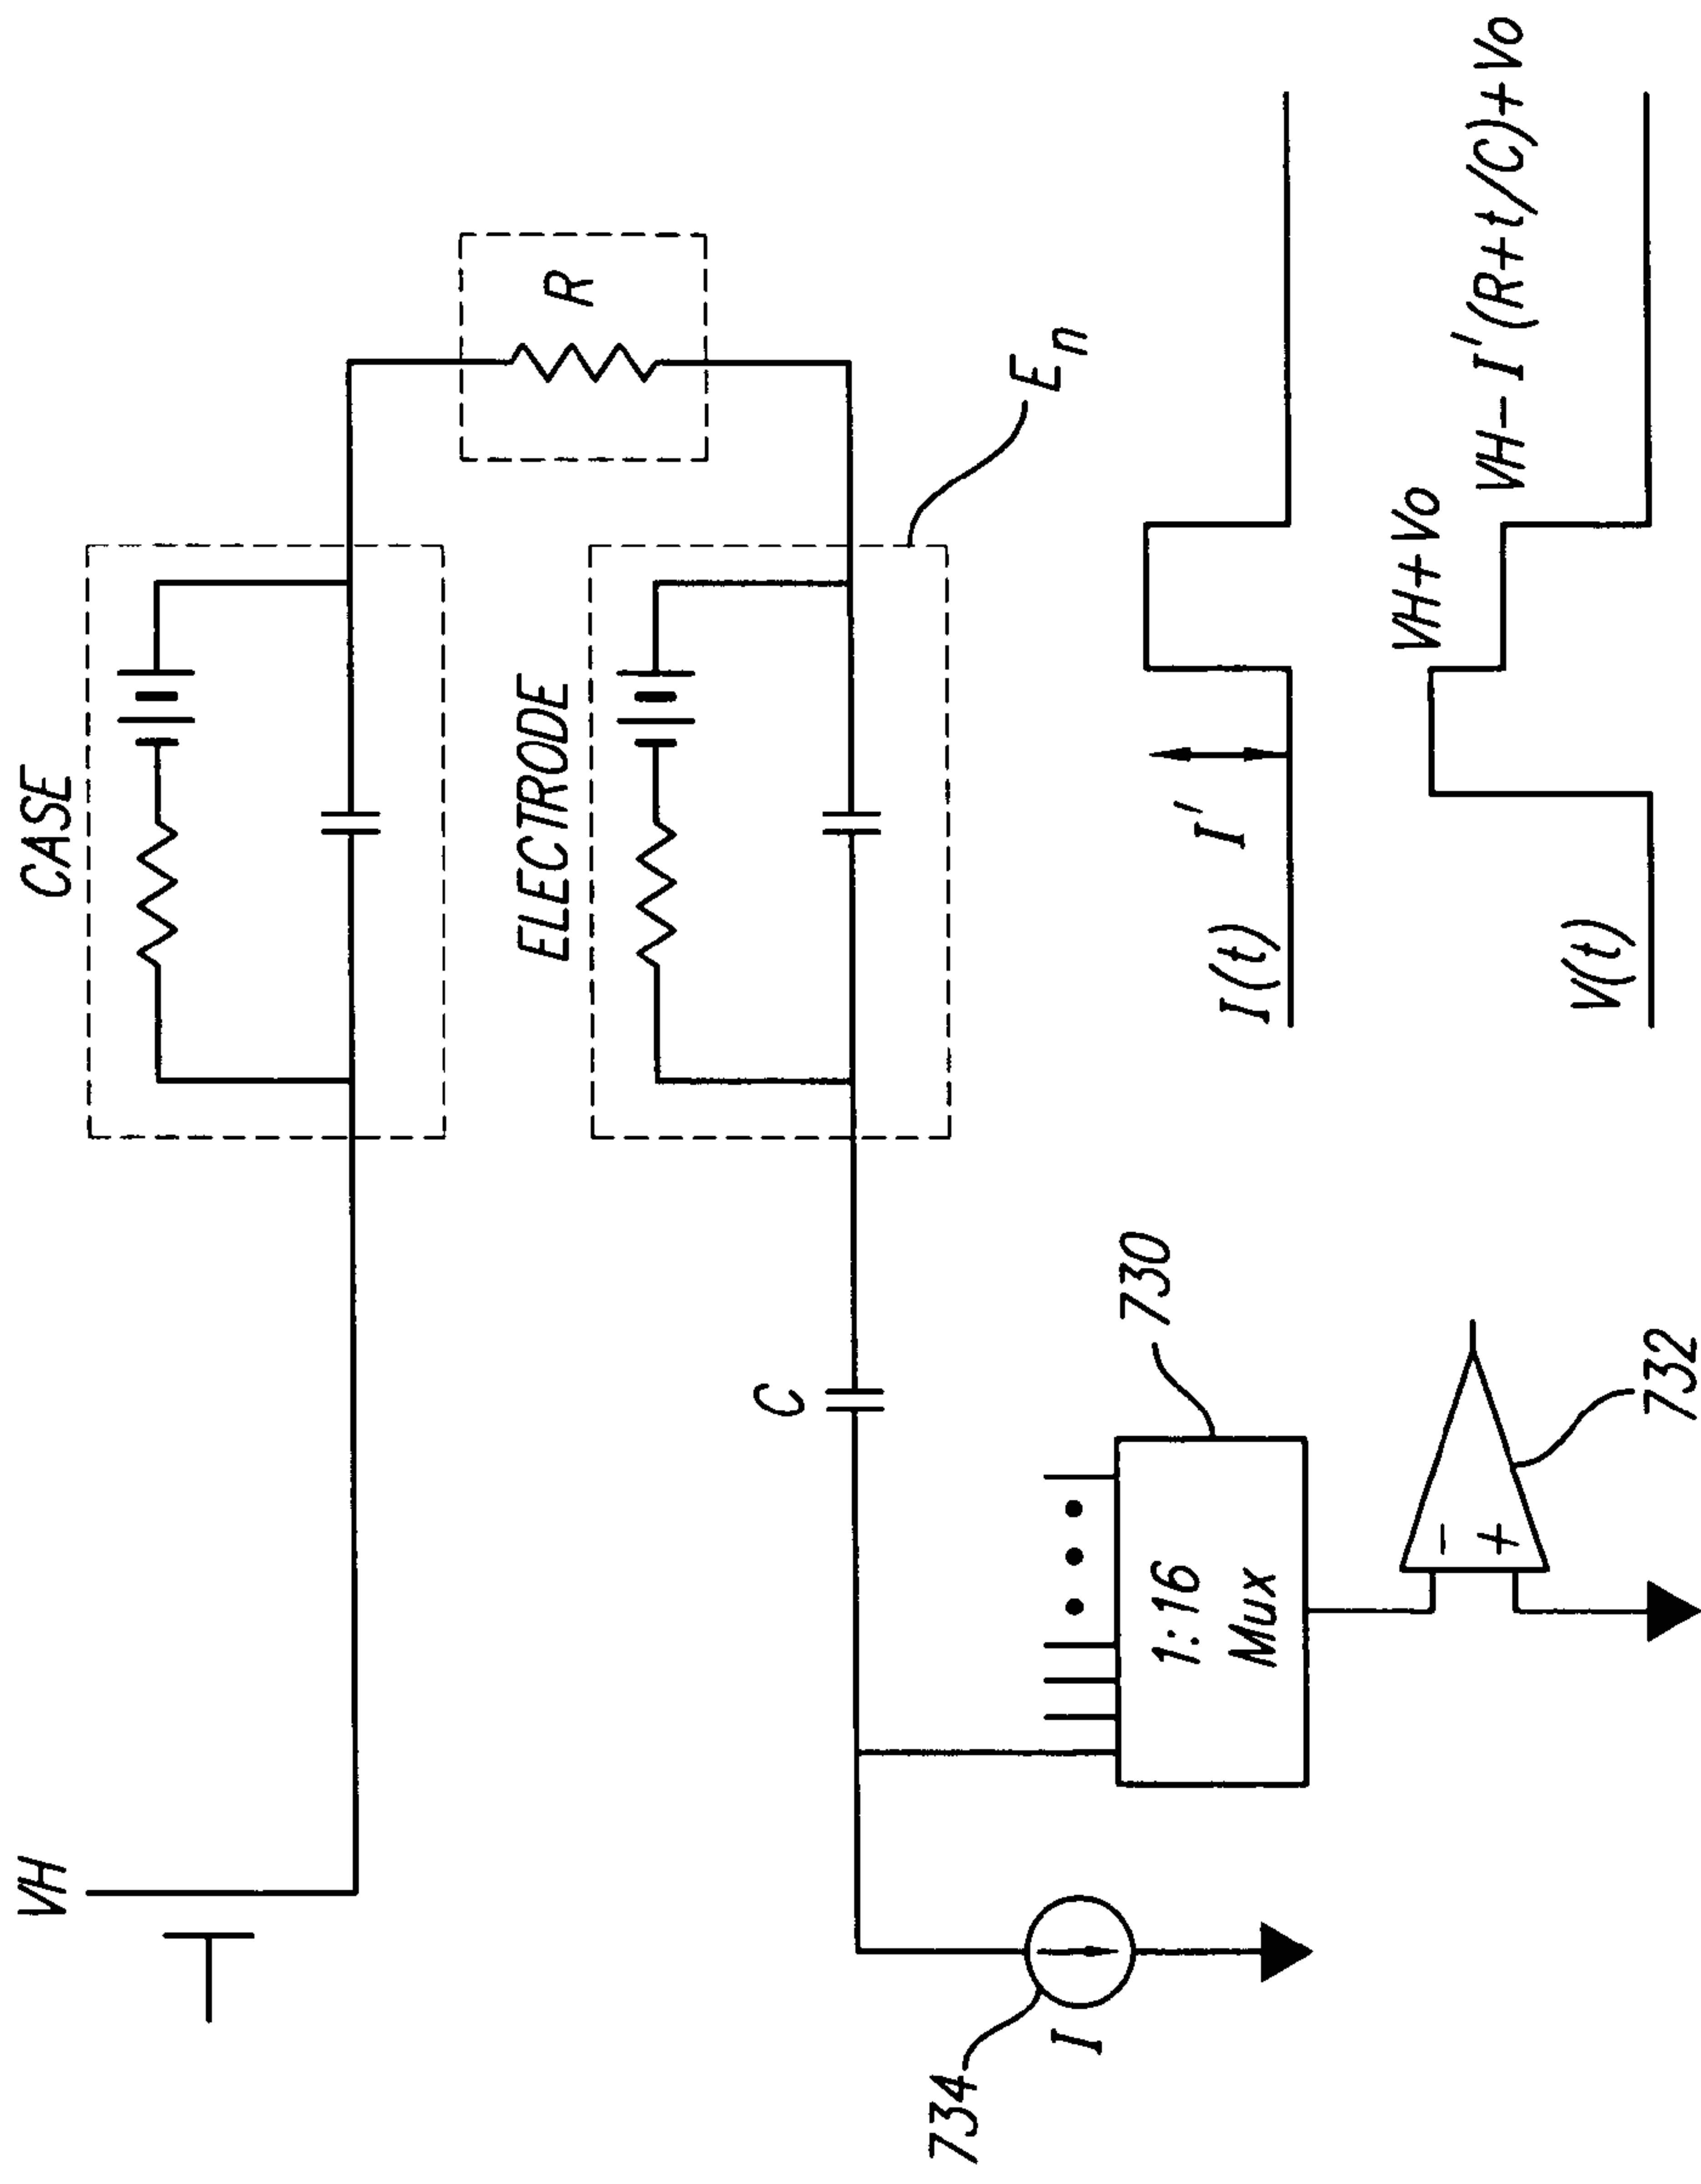 VH
CASE
ELECTRODE
R
Eₙ
C
734
I
1:16
Mux
730
-
+
732
I(t)
I'
V(t)
VH+Vo
VH-I'(R+t/C)+Vo